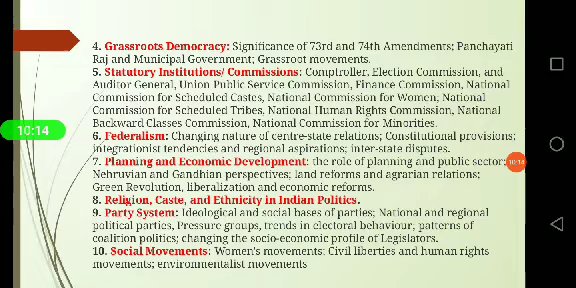 4. Grassroots Democracy: Significance of 73rd and 74th Amendments; Panchayati
Raj and Municipal Government; Grassroot movements.
5. Statutory Institutions/ Commissions: Comptroller, Election Commission, and
Auditor General, Union Public Service Commission, Finance Commission, National
Commission for Scheduled Castes, National Commission for Women; National
Commission for Scheduled Tribes, National Human Rights Commission, National
Backward Classes Commission, National Commission for Minorities.
10:14
6. Federalism: Changing nature of centre-state relations; Constitutional provisions;
integrationist tendencies and regional aspirations; inter-state disputes.
7. Planning and Economic Development: the role of planning and public sector;
Nehruvian and Gandhian perspectives; land reforms and agrarian relations;
Green Revolution, liberalization and economic reforms.
8. Religion, Caste, and Ethnicity in Indian Politics.
9. Party System: Ideological and social bases of parties; National and regional
political parties, Pressure groups, trends in electoral behaviour; patterns of
coalition politics; changing the socio-economic profile of Legislators.
10. Social Movements: Women's movements; Civil liberties and human rights
movements; environmentalist movements